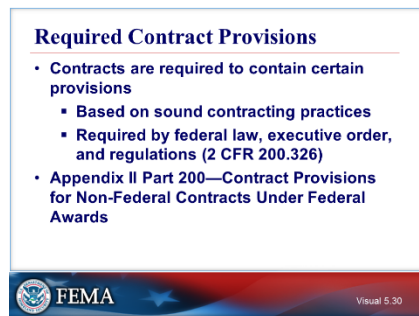 Required Contract Provisions
• Contracts are required to contain certain
provisions
▪ Based on sound contracting practices
▪ Required by federal law, executive order,
and regulations (2 CFR 200.326)
• Appendix II Part 200—Contract Provisions
for Non-Federal Contracts Under Federal
Awards
FEMA
Visual 5.30